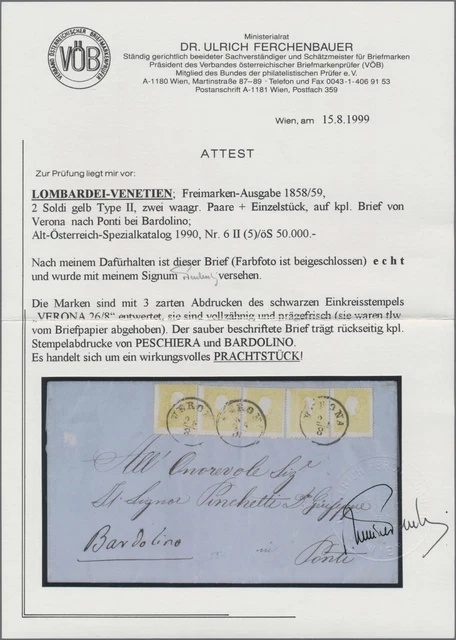 VERBAND ÖSTERREICHISCHER BRIEFMARKENPRÜFER
VÖB
Ministerialrat
DR. ULRICH FERCHENBAUER
Ständig gerichtlich beeideter Sachverständiger und Schätzmeister für Briefmarken
Präsident des Verbandes österreichischer Briefmarkenprüfer (VÖB)
Mitglied des Bundes der philatelistischen Prüfer e.V.
A-1180 Wien, Martinstraße 87–89 · Telefon und Fax 0043-1-406 91 53
Postanschrift A-1181 Wien, Postfach 359
Wien, am 15.8.1999
ATTEST
Zur Prüfung liegt mir vor:
LOMBARDEI-VENETIEN; Freimarken-Ausgabe 1858/59,
2 Soldi gelb Type II, zwei waagr. Paare + Einzelstück, auf kpl. Brief von
Verona nach Ponti bei Bardolino;
Alt-Österreich-Spezialkatalog 1990, Nr. 6 II (5)/öS 50.000.-
Nach meinem Dafürhalten ist dieser Brief (Farbfoto ist beigeschlossen) e c h t
und wurde mit meinem Signum versehen.
Die Marken sind mit 3 zarten Abdrucken des schwarzen Einkreisstempels
„VERONA 26/8" entwertet, sie sind vollzähnig und prägefrisch (sie waren tlw.
vom Briefpapier abgehoben). Der sauber beschriftete Brief trägt rückseitig kpl.
Stempelabdrucke von PESCHIERA und BARDOLINO.
Es handelt sich um ein wirkungsvolles PRACHTSTÜCK!
VERONA VERONA VERONA
All' Onorevole Sigr
Il Signor Pinchetti Dr Giuseppe
Bardolino in
Ponti